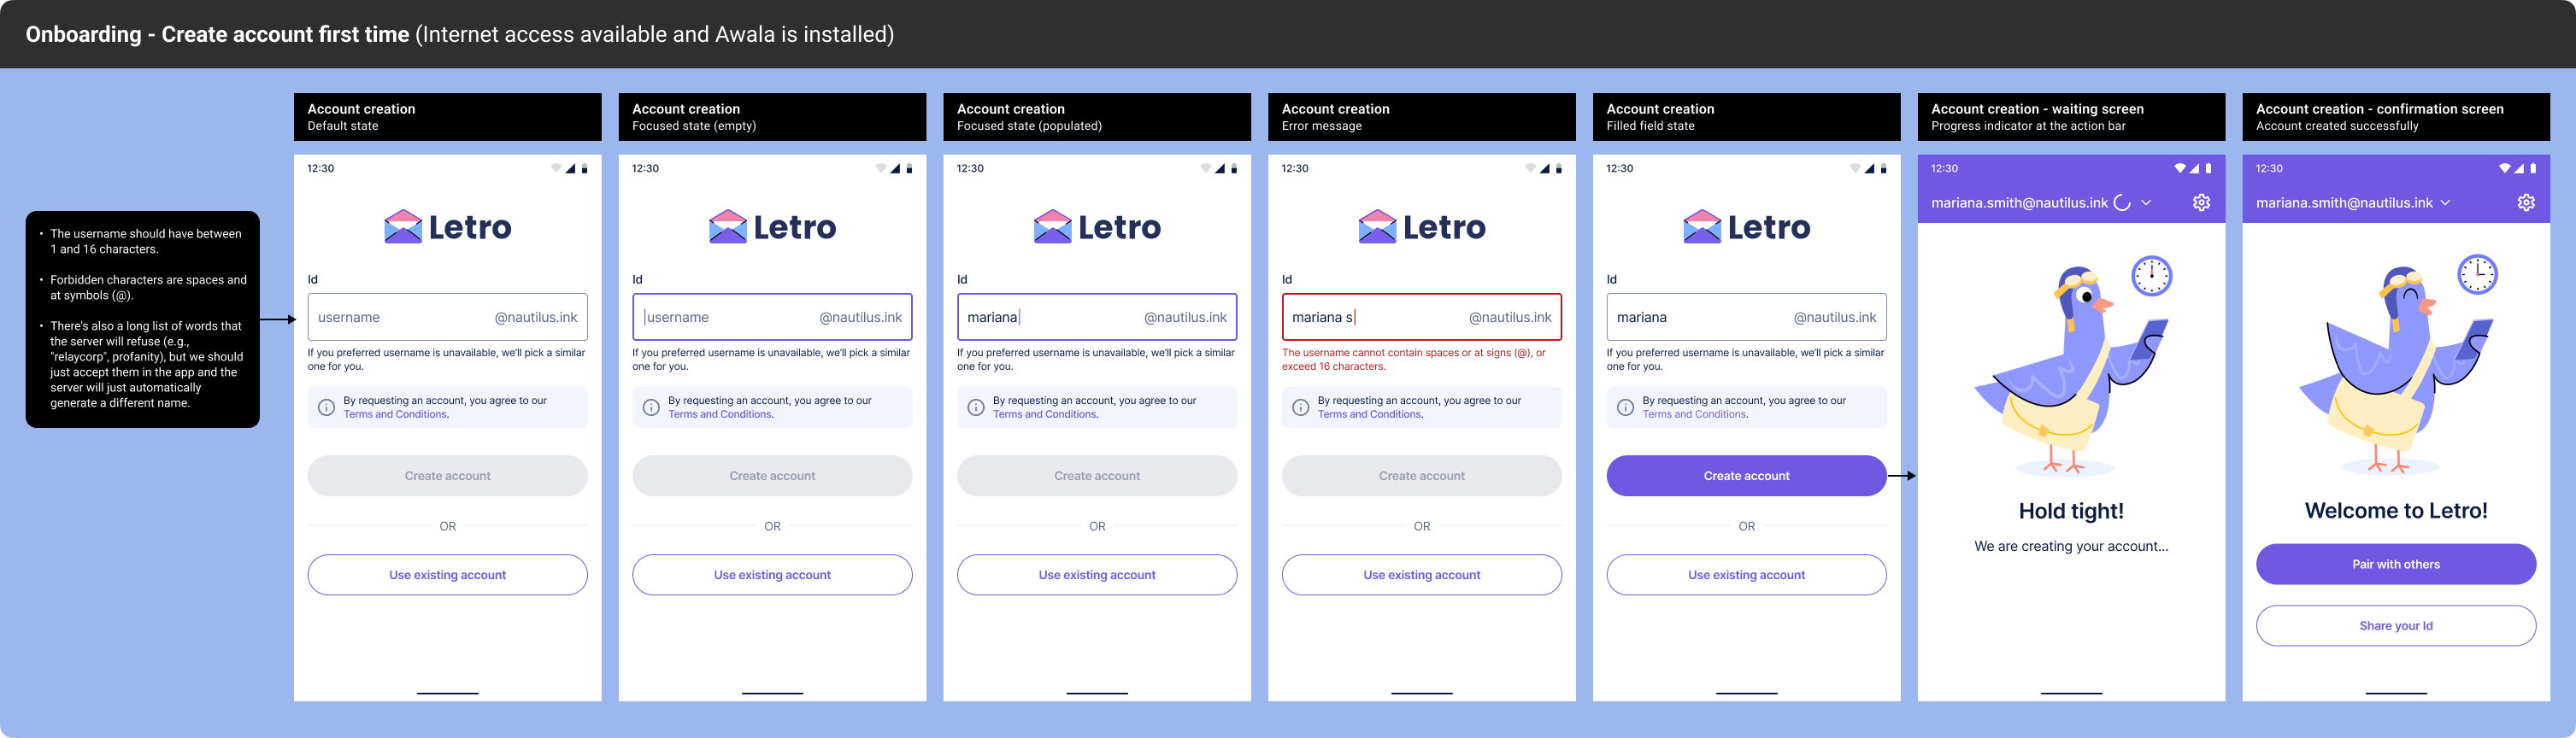 Onboarding - Create account first time (Internet access available and Awala is installed)
• The username should have between
1 and 16 characters.
• Forbidden characters are spaces and
at symbols (@).
• There's also a long list of words that
the server will refuse (e.g.,
"relaycorp", profanity), but we should
just accept them in the app and the
server will just automatically
generate a different name.
Account creation
Default state
12:30
Letro
Id
username @nautilus.ink
If you preferred username is unavailable, we'll pick a similar
one for you.
By requesting an account, you agree to our
Terms and Conditions.
Create account
OR
Use existing account
Account creation
Focused state (empty)
12:30
Letro
Id
username @nautilus.ink
If you preferred username is unavailable, we'll pick a similar
one for you.
By requesting an account, you agree to our
Terms and Conditions.
Create account
OR
Use existing account
Account creation
Focused state (populated)
12:30
Letro
Id
mariana @nautilus.ink
If you preferred username is unavailable, we'll pick a similar
one for you.
By requesting an account, you agree to our
Terms and Conditions.
Create account
OR
Use existing account
Account creation
Error message
12:30
Letro
Id
mariana s @nautilus.ink
The username cannot contain spaces or at signs (@), or
exceed 16 characters.
By requesting an account, you agree to our
Terms and Conditions.
Create account
OR
Use existing account
Account creation
Filled field state
12:30
Letro
Id
mariana @nautilus.ink
If you preferred username is unavailable, we'll pick a similar
one for you.
By requesting an account, you agree to our
Terms and Conditions.
Create account
OR
Use existing account
Account creation - waiting screen
Progress indicator at the action bar
12:30
mariana.smith@nautilus.ink
Hold tight!
We are creating your account...
Account creation - confirmation screen
Account created successfully
12:30
mariana.smith@nautilus.ink
Welcome to Letro!
Pair with others
Share your Id